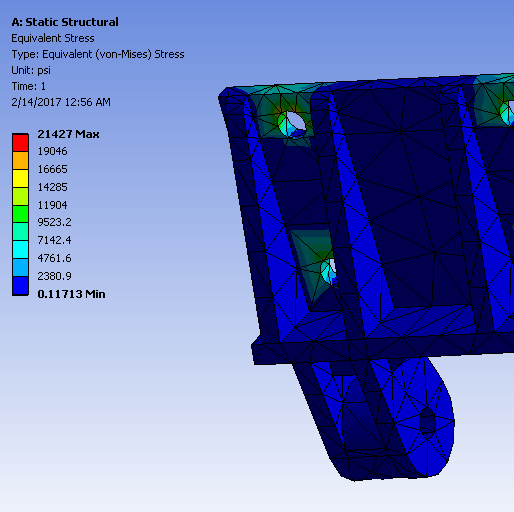 A: Static Structural
Equivalent Stress
Type: Equivalent (von-Mises) Stress
Unit: psi
Time: 1
2/14/2017 12:56 AM
21427 Max
19046
16665
14285
11904
9523.2
7142.4
4761.6
2380.9
0.11713 Min